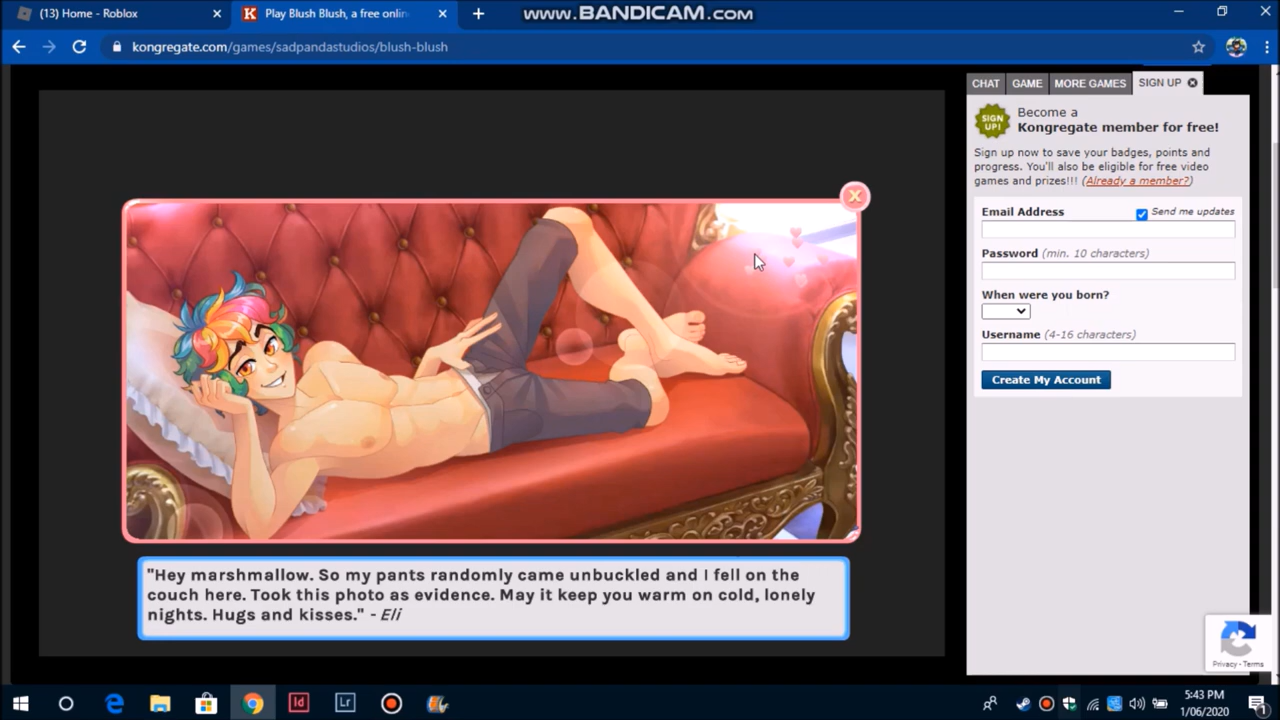 (13) Home - Roblox
Play Blush Blush, a free onlin
www.BANDICAM.com
kongregate.com/games/sadpandastudios/blush-blush
CHAT
GAME
MORE GAMES
SIGN UP
SIGN UP!
Become a
Kongregate member for free!
Sign up now to save your badges, points and
progress. You'll also be eligible for free video
games and prizes!!! (Already a member?)
Email Address
Send me updates
Password (min. 10 characters)
When were you born?
Username (4-16 characters)
Create My Account
"Hey marshmallow. So my pants randomly came unbuckled and I fell on the
couch here. Took this photo as evidence. May it keep you warm on cold, lonely
nights. Hugs and kisses." - Eli
Privacy - Terms
Id
Lr
5:43 PM
1/06/2020
1